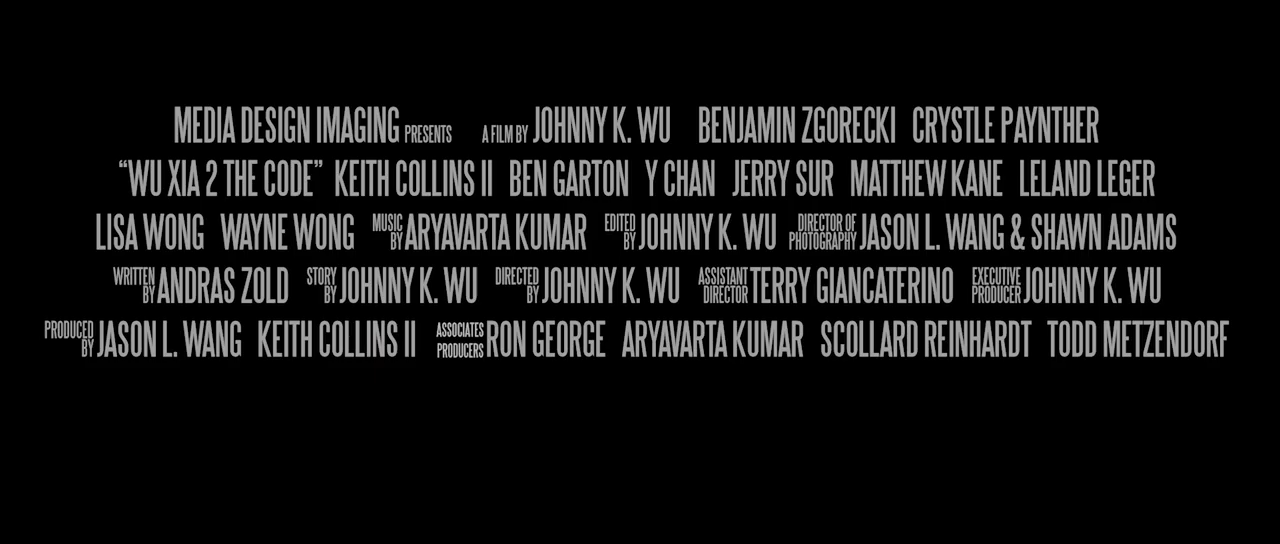 MEDIA DESIGN IMAGING PRESENTS A FILM BY JOHNNY K. WU BENJAMIN ZGORECKI CRYSTLE PAYNTHER
“WU XIA 2 THE CODE” KEITH COLLINS II BEN GARTON Y CHAN JERRY SUR MATTHEW KANE LELAND LEGER
LISA WONG WAYNE WONG MUSIC BY ARYAVARTA KUMAR EDITED BY JOHNNY K. WU DIRECTOR OF PHOTOGRAPHY JASON L. WANG & SHAWN ADAMS
WRITTEN BY ANDRAS ZOLD STORY BY JOHNNY K. WU DIRECTED BY JOHNNY K. WU ASSISTANT DIRECTOR TERRY GIANCATERINO EXECUTIVE PRODUCER JOHNNY K. WU
PRODUCED BY JASON L. WANG KEITH COLLINS II ASSOCIATES PRODUCERS RON GEORGE ARYAVARTA KUMAR SCOLLARD REINHARDT TODD METZENDORF